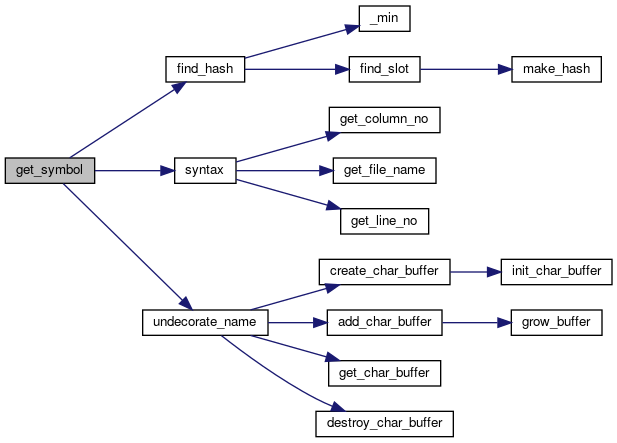 _min
find_hash
find_slot
make_hash
get_column_no
get_symbol
syntax
get_file_name
get_line_no
create_char_buffer
init_char_buffer
undecorate_name
add_char_buffer
grow_buffer
get_char_buffer
destroy_char_buffer